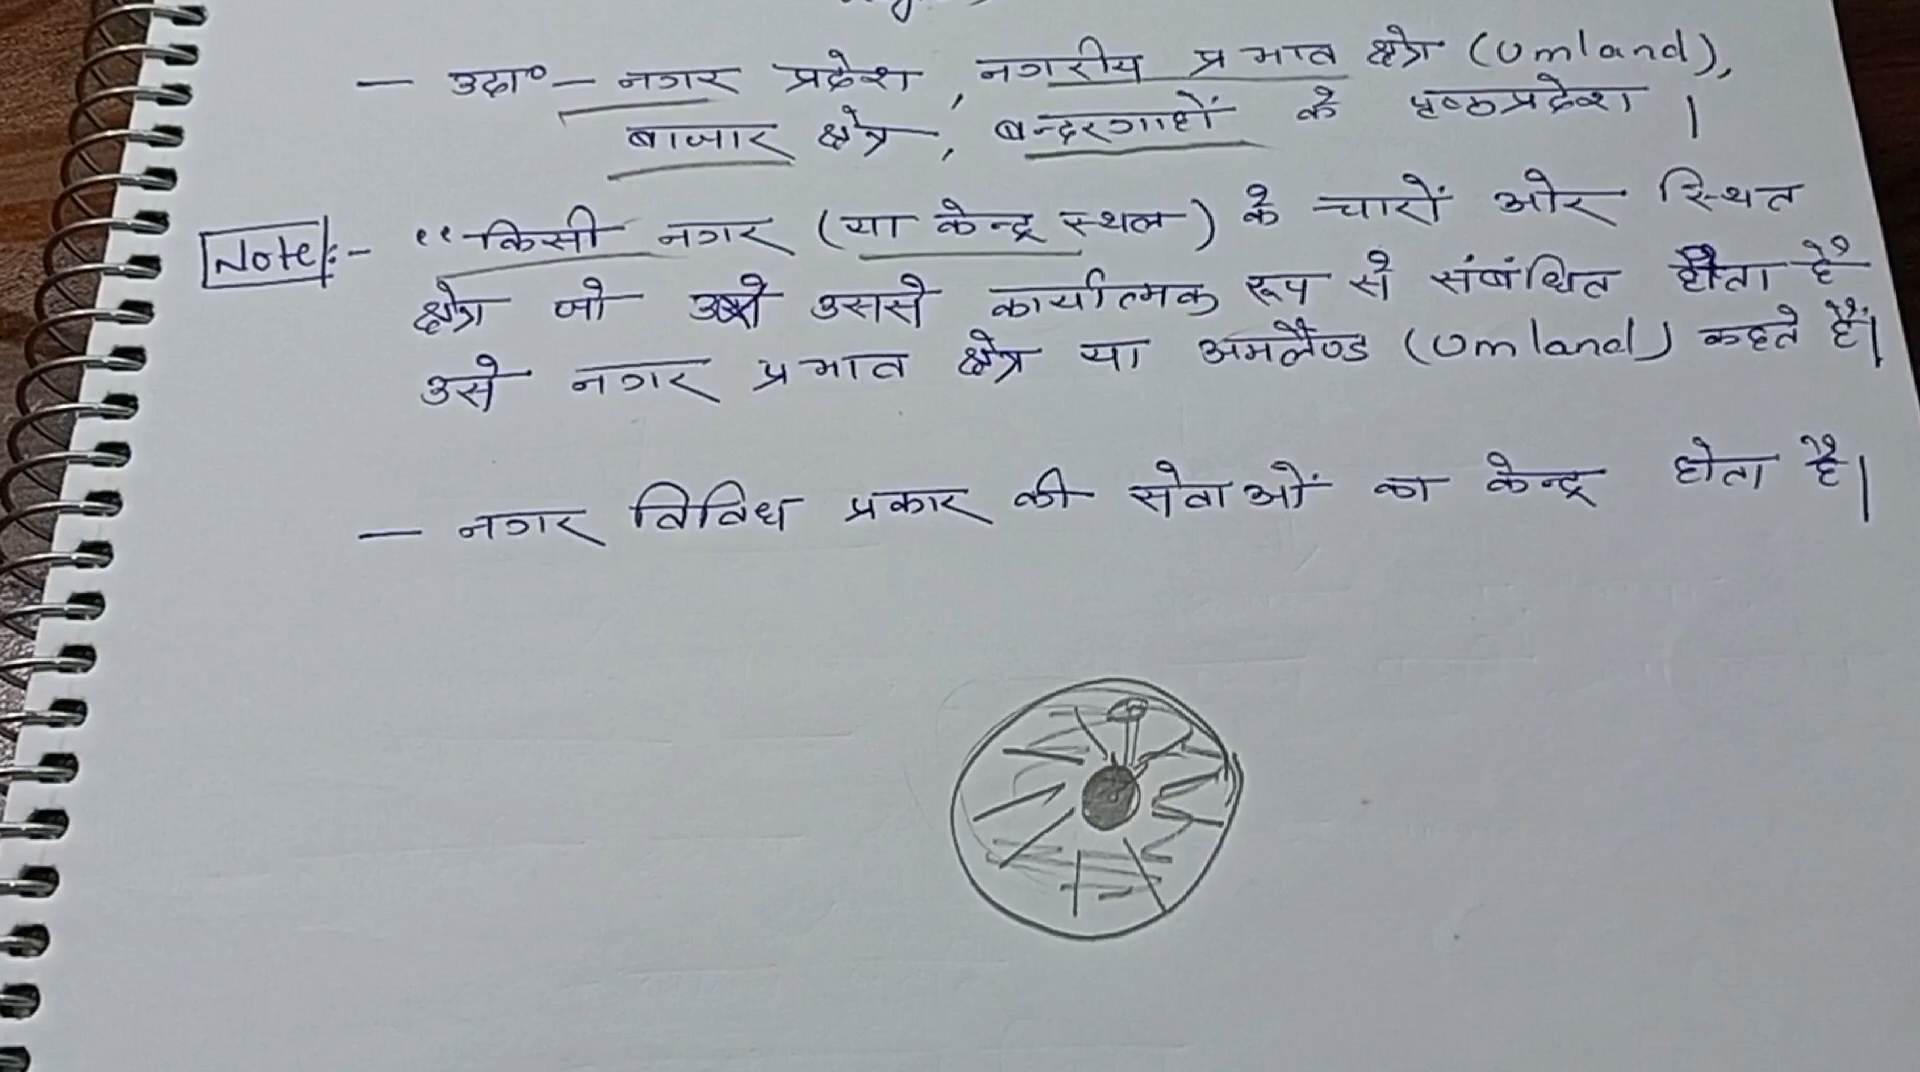 - उदा० - नगर प्रदेश, नगरीय प्रभाव क्षेत्र (Umland),
बाजार क्षेत्र, बन्दरगाहों के पृष्ठप्रदेश |
Note:- “किसी नगर (या केन्द्र स्थल) के चारों ओर स्थित
क्षेत्र जो उससे कार्यात्मक रूप से संबंधित होता है
उसे नगर प्रभाव क्षेत्र या अमलैण्ड (Umland) कहते हैं|
- नगर विविध प्रकार की सेवाओं का केन्द्र होता है|